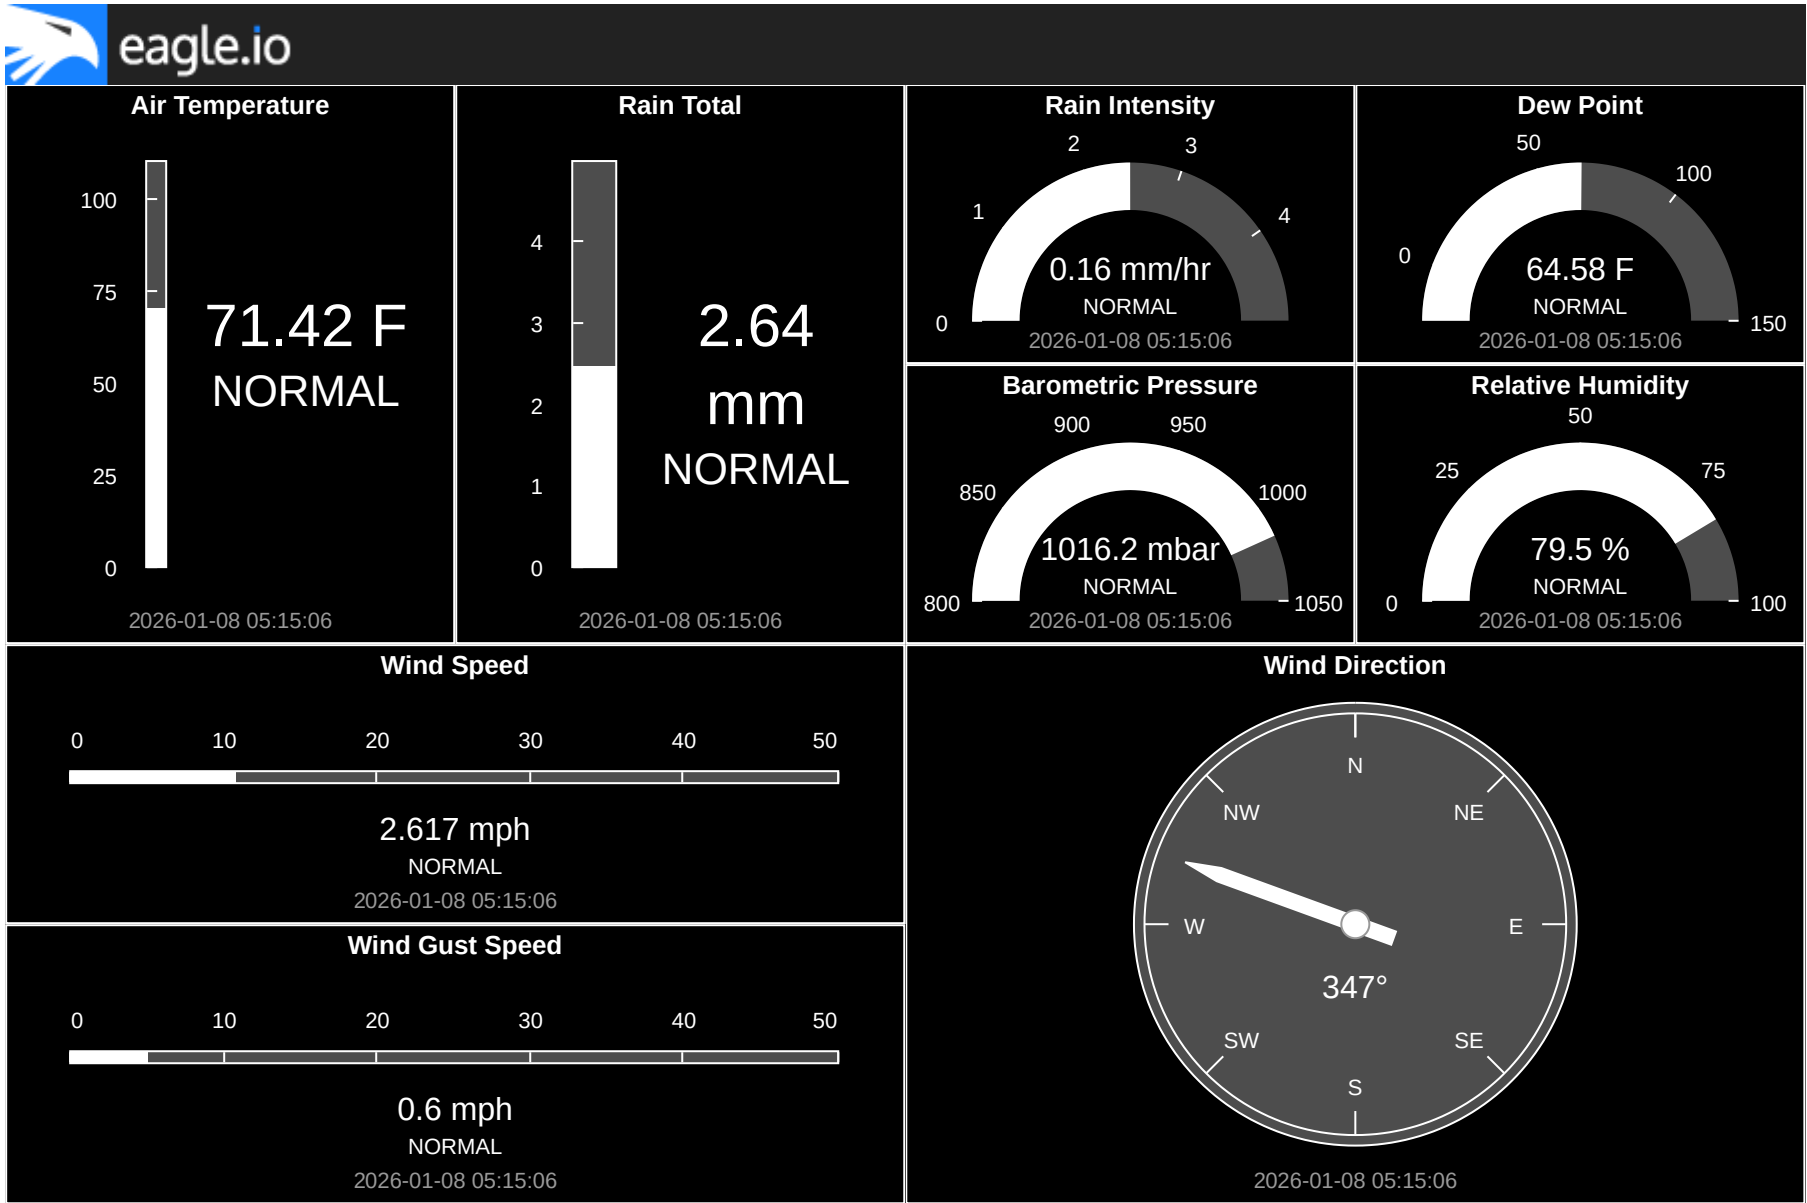 eagle.io
Air Temperature
100
75
50
25
0
71.42 F
NORMAL
2026-01-08 05:15:06
Rain Total
4
3
2
1
0
2.64
mm
NORMAL
2026-01-08 05:15:06
Rain Intensity
0
1
2
3
4
0.16 mm/hr
NORMAL
2026-01-08 05:15:06
Dew Point
0
50
100
150
64.58 F
NORMAL
2026-01-08 05:15:06
Barometric Pressure
800
850
900
950
1000
1050
1016.2 mbar
NORMAL
2026-01-08 05:15:06
Relative Humidity
0
25
50
75
100
79.5 %
NORMAL
2026-01-08 05:15:06
Wind Speed
0 10 20 30 40 50
2.617 mph
NORMAL
2026-01-08 05:15:06
Wind Gust Speed
0 10 20 30 40 50
0.6 mph
NORMAL
2026-01-08 05:15:06
Wind Direction
N
NW NE
W E
347°
SW SE
S
2026-01-08 05:15:06